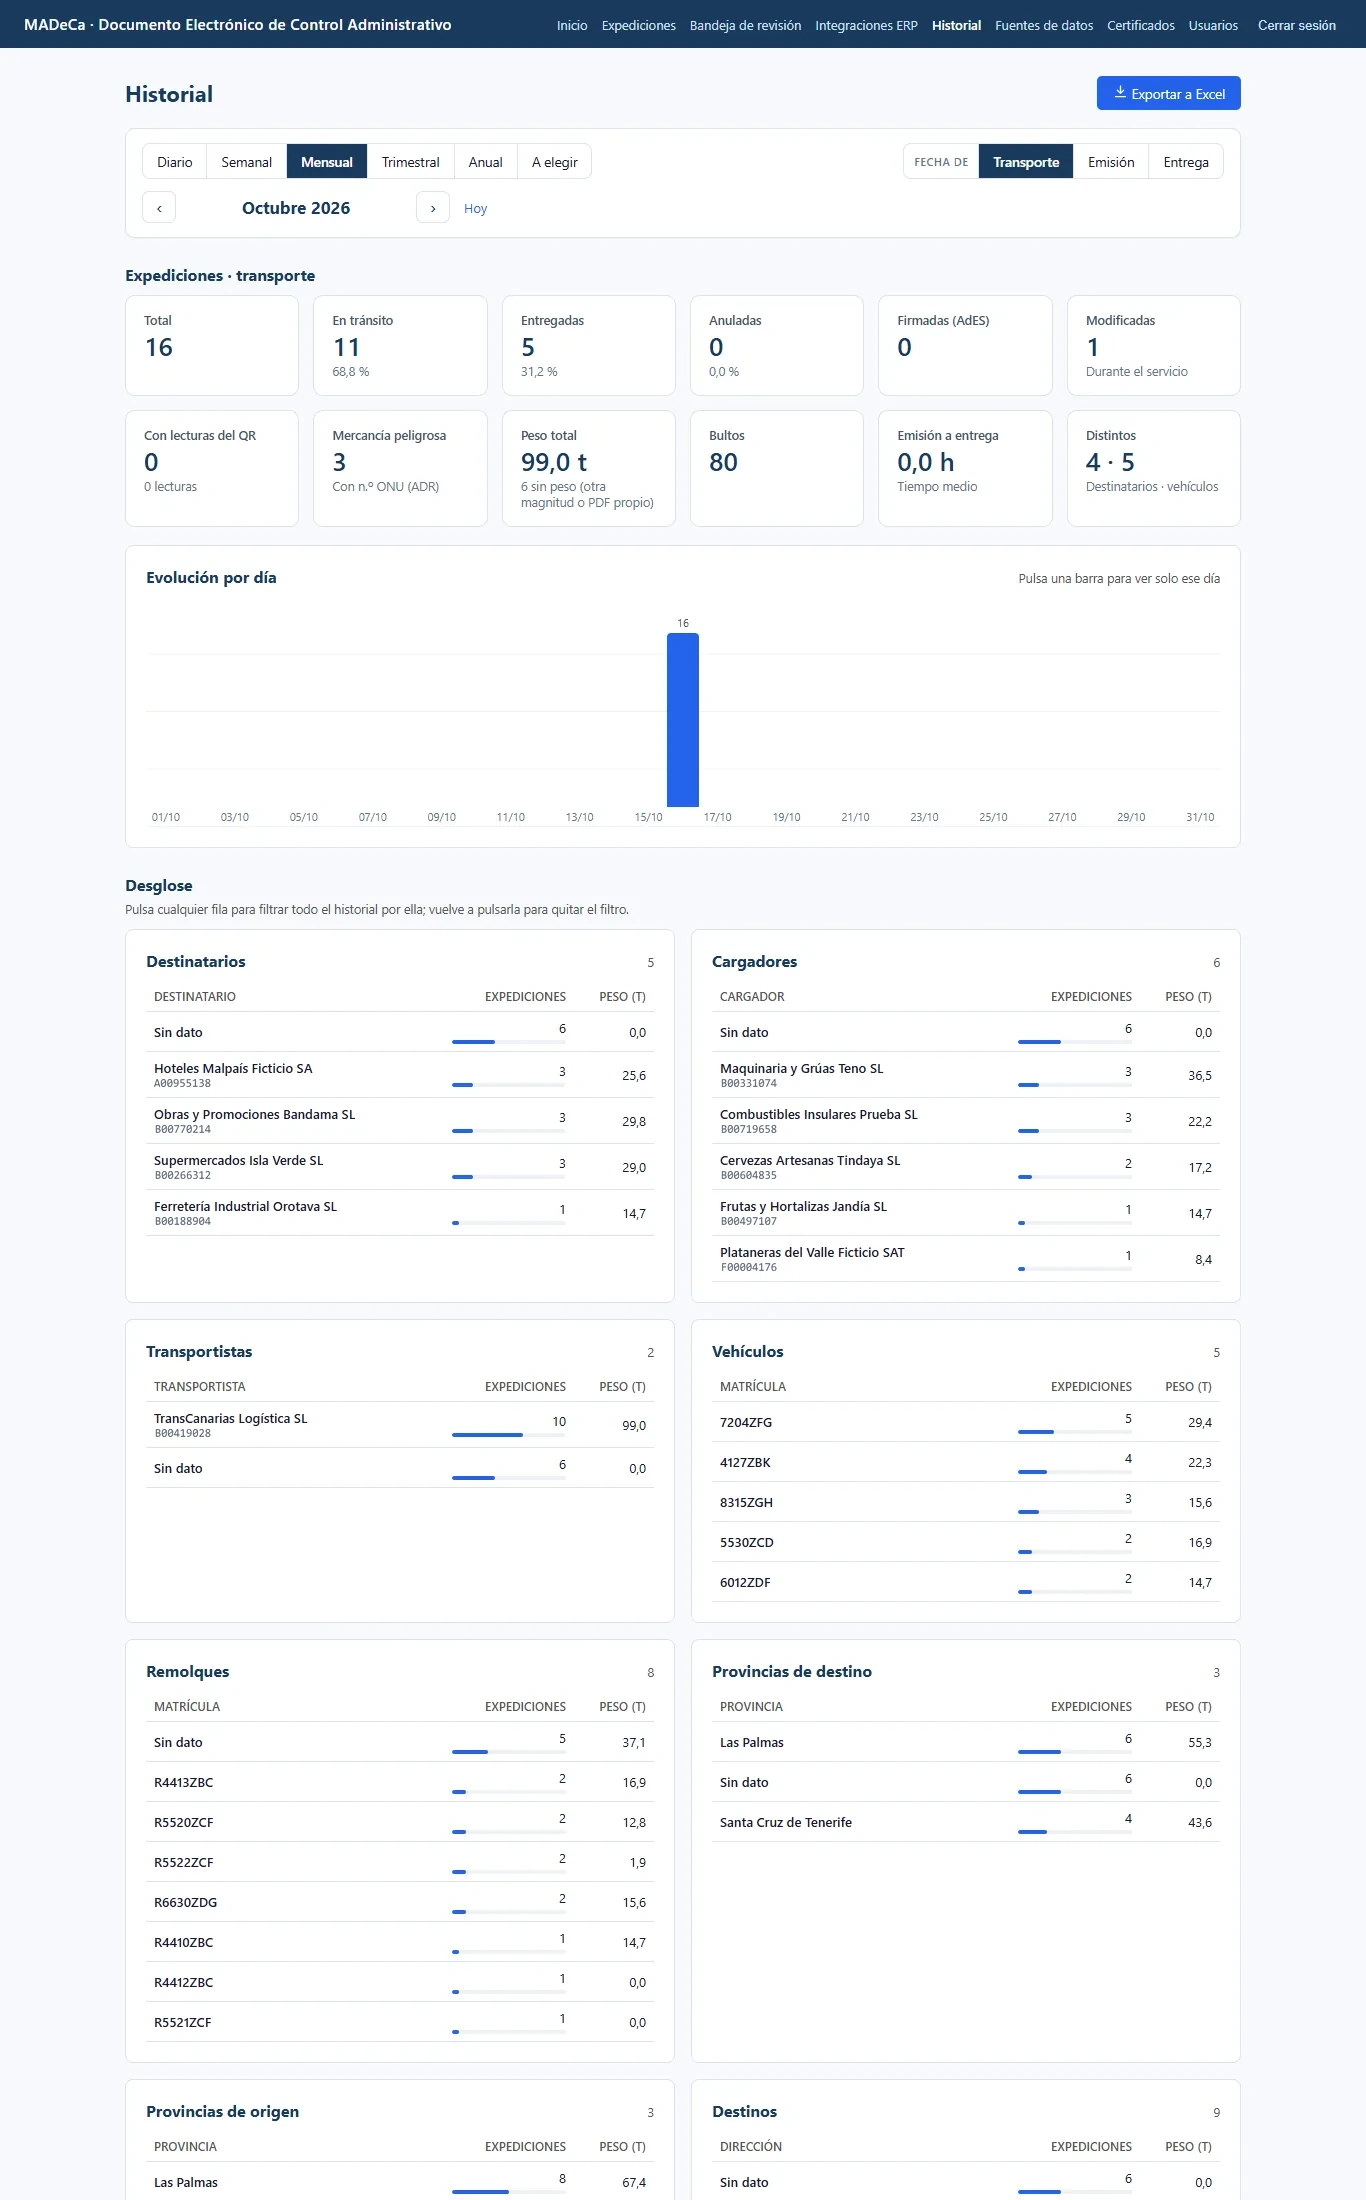 MADeCa · Documento Electrónico de Control Administrativo
Inicio Expediciones Bandeja de revisión Integraciones ERP Historial Fuentes de datos Certificados Usuarios Cerrar sesión
Historial
Exportar a Excel
Diario Semanal Mensual Trimestral Anual A elegir
FECHA DE Transporte Emisión Entrega
‹ Octubre 2026 › Hoy
Expediciones · transporte
Total
16
En tránsito
11
68,8 %
Entregadas
5
31,2 %
Anuladas
0
0,0 %
Firmadas (AdES)
0
Modificadas
1
Durante el servicio
Con lecturas del QR
0
0 lecturas
Mercancía peligrosa
3
Con n.º ONU (ADR)
Peso total
99,0 t
6 sin peso (otra
magnitud o PDF propio)
Bultos
80
Emisión a entrega
0,0 h
Tiempo medio
Distintos
4 · 5
Destinatarios · vehículos
Evolución por día
Pulsa una barra para ver solo ese día
16
01/10 03/10 05/10 07/10 09/10 11/10 13/10 15/10 17/10 19/10 21/10 23/10 25/10 27/10 29/10 31/10
Desglose
Pulsa cualquier fila para filtrar todo el historial por ella; vuelve a pulsarla para quitar el filtro.
Destinatarios 5
DESTINATARIO EXPEDICIONES PESO (T)
Sin dato 6 0,0
Hoteles Malpaís Ficticio SA 3 25,6
A00955138
Obras y Promociones Bandama SL 3 29,8
B00770214
Supermercados Isla Verde SL 3 29,0
B00266312
Ferretería Industrial Orotava SL 1 14,7
B00188904
Cargadores 6
CARGADOR EXPEDICIONES PESO (T)
Sin dato 6 0,0
Maquinaria y Grúas Teno SL 3 36,5
B00331074
Combustibles Insulares Prueba SL 3 22,2
B00719658
Cervezas Artesanas Tindaya SL 2 17,2
B00604835
Frutas y Hortalizas Jandía SL 1 14,7
B00497107
Plataneras del Valle Ficticio SAT 1 8,4
F00004176
Transportistas 2
TRANSPORTISTA EXPEDICIONES PESO (T)
TransCanarias Logística SL 10 99,0
B00419028
Sin dato 6 0,0
Vehículos 5
MATRÍCULA EXPEDICIONES PESO (T)
7204ZFG 5 29,4
4127ZBK 4 22,3
8315ZGH 3 15,6
5530ZCD 2 16,9
6012ZDF 2 14,7
Remolques 8
MATRÍCULA EXPEDICIONES PESO (T)
Sin dato 5 37,1
R4413ZBC 2 16,9
R5520ZCF 2 12,8
R5522ZCF 2 1,9
R6630ZDG 2 15,6
R4410ZBC 1 14,7
R4412ZBC 1 0,0
R5521ZCF 1 0,0
Provincias de destino 3
PROVINCIA EXPEDICIONES PESO (T)
Las Palmas 6 55,3
Sin dato 6 0,0
Santa Cruz de Tenerife 4 43,6
Provincias de origen 3
PROVINCIA EXPEDICIONES PESO (T)
Las Palmas 8 67,4
Destinos 9
DIRECCIÓN EXPEDICIONES PESO (T)
Sin dato 6 0,0